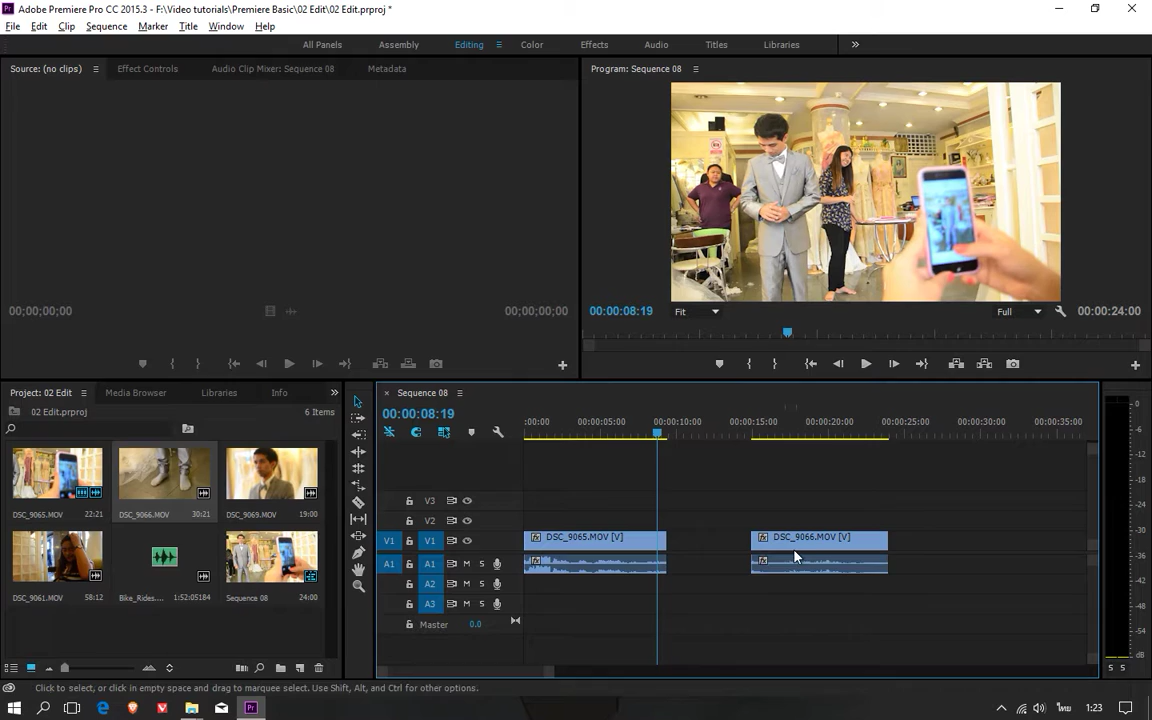 Adobe Premiere Pro CC 2015.3 - F:\Video tutorials\Premiere Basic\02 Edit\02 Edit.prproj *
File Edit Clip Sequence Marker Title Window Help
All Panels Assembly Editing Color Effects Audio Titles Libraries
Source: (no clips) Effect Controls Audio Clip Mixer: Sequence 08 Metadata
Program: Sequence 08
00;00;00;00 00;00;00;00
00:00:08:19 Fit Full 00:00:24:00
Project: 02 Edit Media Browser Libraries Info
02 Edit.prproj 6 Items
DSC_9065.MOV 22:21 DSC_9066.MOV 30:21 DSC_9069.MOV 19:00
DSC_9061.MOV 58:12 Bike_Rides... 1:52:05184 Sequence 08 24:00
Sequence 08
00:00:08:19
:00:00 00:00:05:00 00:00:10:00 00:00:15:00 00:00:20:00 00:00:25:00 00:00:30:00 00:00:35:00
V3
V2
V1 V1 DSC_9065.MOV [V] DSC_9066.MOV [V]
A1 A1 M S
A2 M S
A3 M S
Master 0.0
0
-6
-12
-18
-24
-30
-36
-42
-48
-54
dB
S S
Click to select, or click in empty space and drag to marquee select. Use Shift, Alt, and Ctrl for other options.
ไทย 1:23